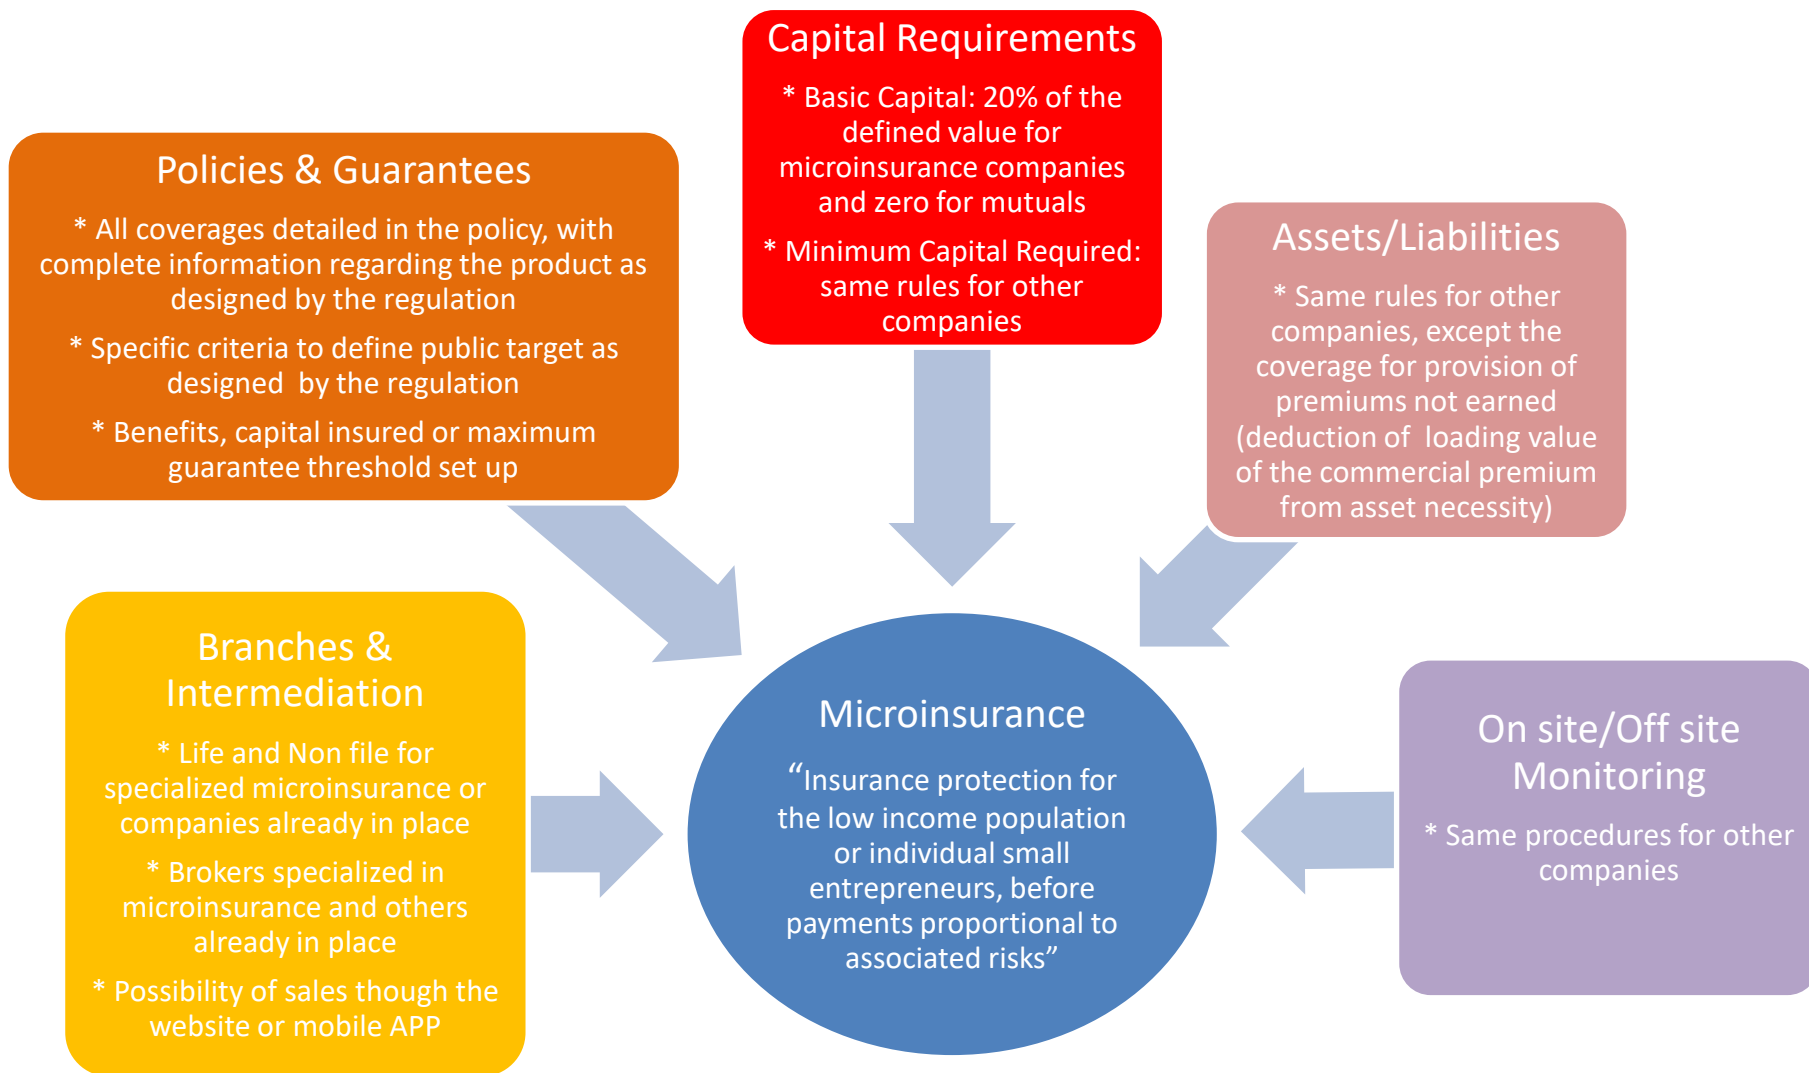 Capital Requirements
* Basic Capital: 20% of the
defined value for
microinsurance companies
and zero for mutuals
* Minimum Capital Required:
same rules for other
companies
Policies & Guarantees
* All coverages detailed in the policy, with
complete information regarding the product as
designed by the regulation
* Specific criteria to define public target as
designed  by the regulation
* Benefits, capital insured or maximum
guarantee threshold set up
Assets/Liabilities
* Same rules for other
companies, except the
coverage for provision of
premiums not earned
(deduction of  loading value
of the commercial premium
from asset necessity)
Branches &
Intermediation
* Life and Non file for
specialized microinsurance or
companies already in place
* Brokers specialized in
microinsurance and others
already in place
* Possibility of sales though the
website or mobile APP
Microinsurance
“Insurance protection for
the low income population
or individual small
entrepreneurs, before
payments proportional to
associated risks”
On site/Off site
Monitoring
* Same procedures for other
companies